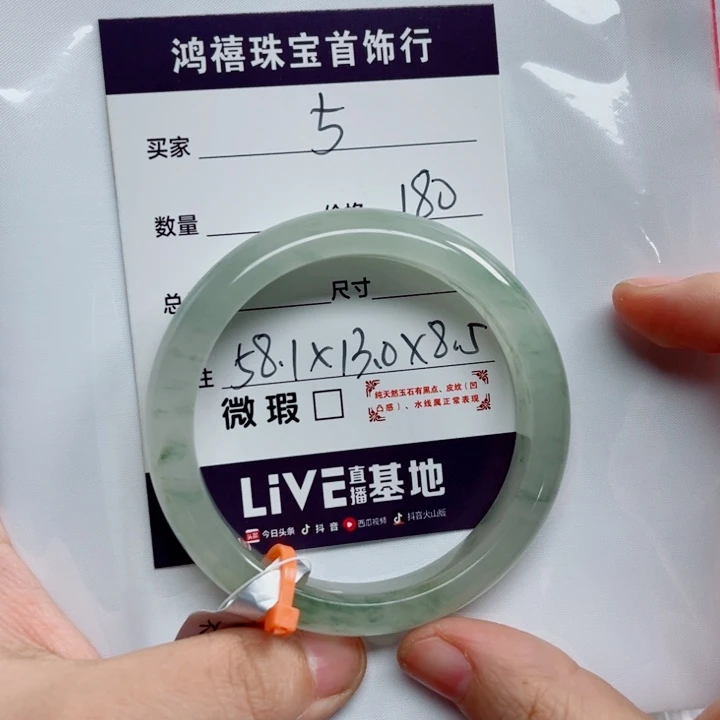 鸿禧珠宝首饰行
买家 5
数量 180
总 尺寸
58.1×13.0×8.5
微瑕 □
纯天然玉石有黑点、皮纹（凹
凸感）、水线属正常表现
LiVE直播基地
头条 今日头条 抖音 西瓜视频 抖音火山版